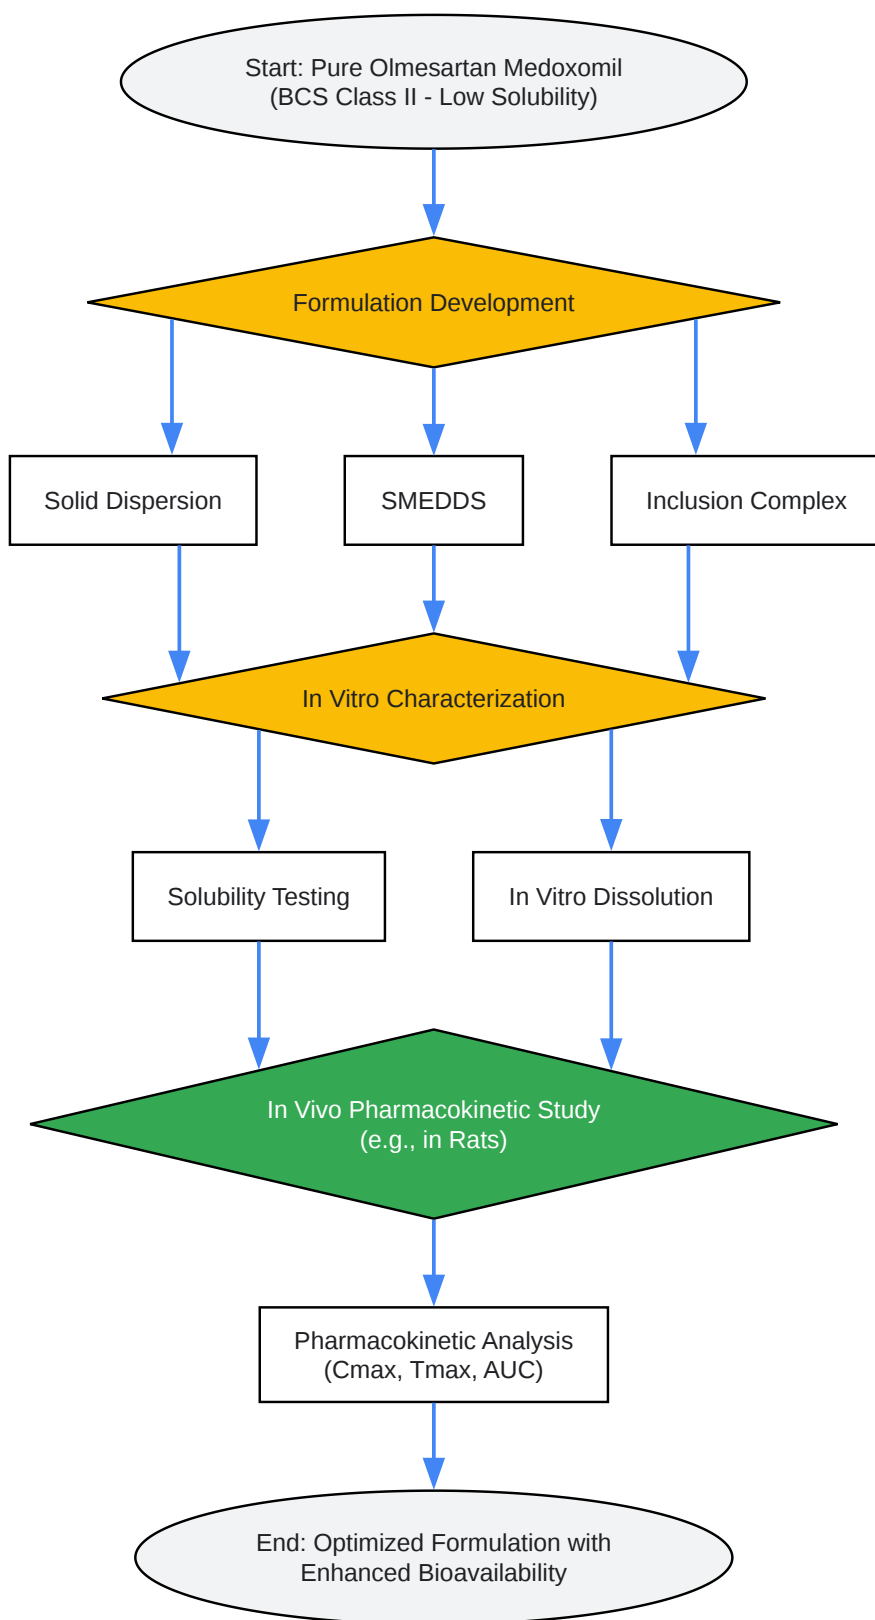 Start: Pure Olmesartan Medoxomil
(BCS Class II - Low Solubility)
Formulation Development
Solid Dispersion
SMEDDS
Inclusion Complex
In Vitro Characterization
Solubility Testing
In Vitro Dissolution
In Vivo Pharmacokinetic Study
(e.g., in Rats)
Pharmacokinetic Analysis
(Cmax, Tmax, AUC)
End: Optimized Formulation with
Enhanced Bioavailability